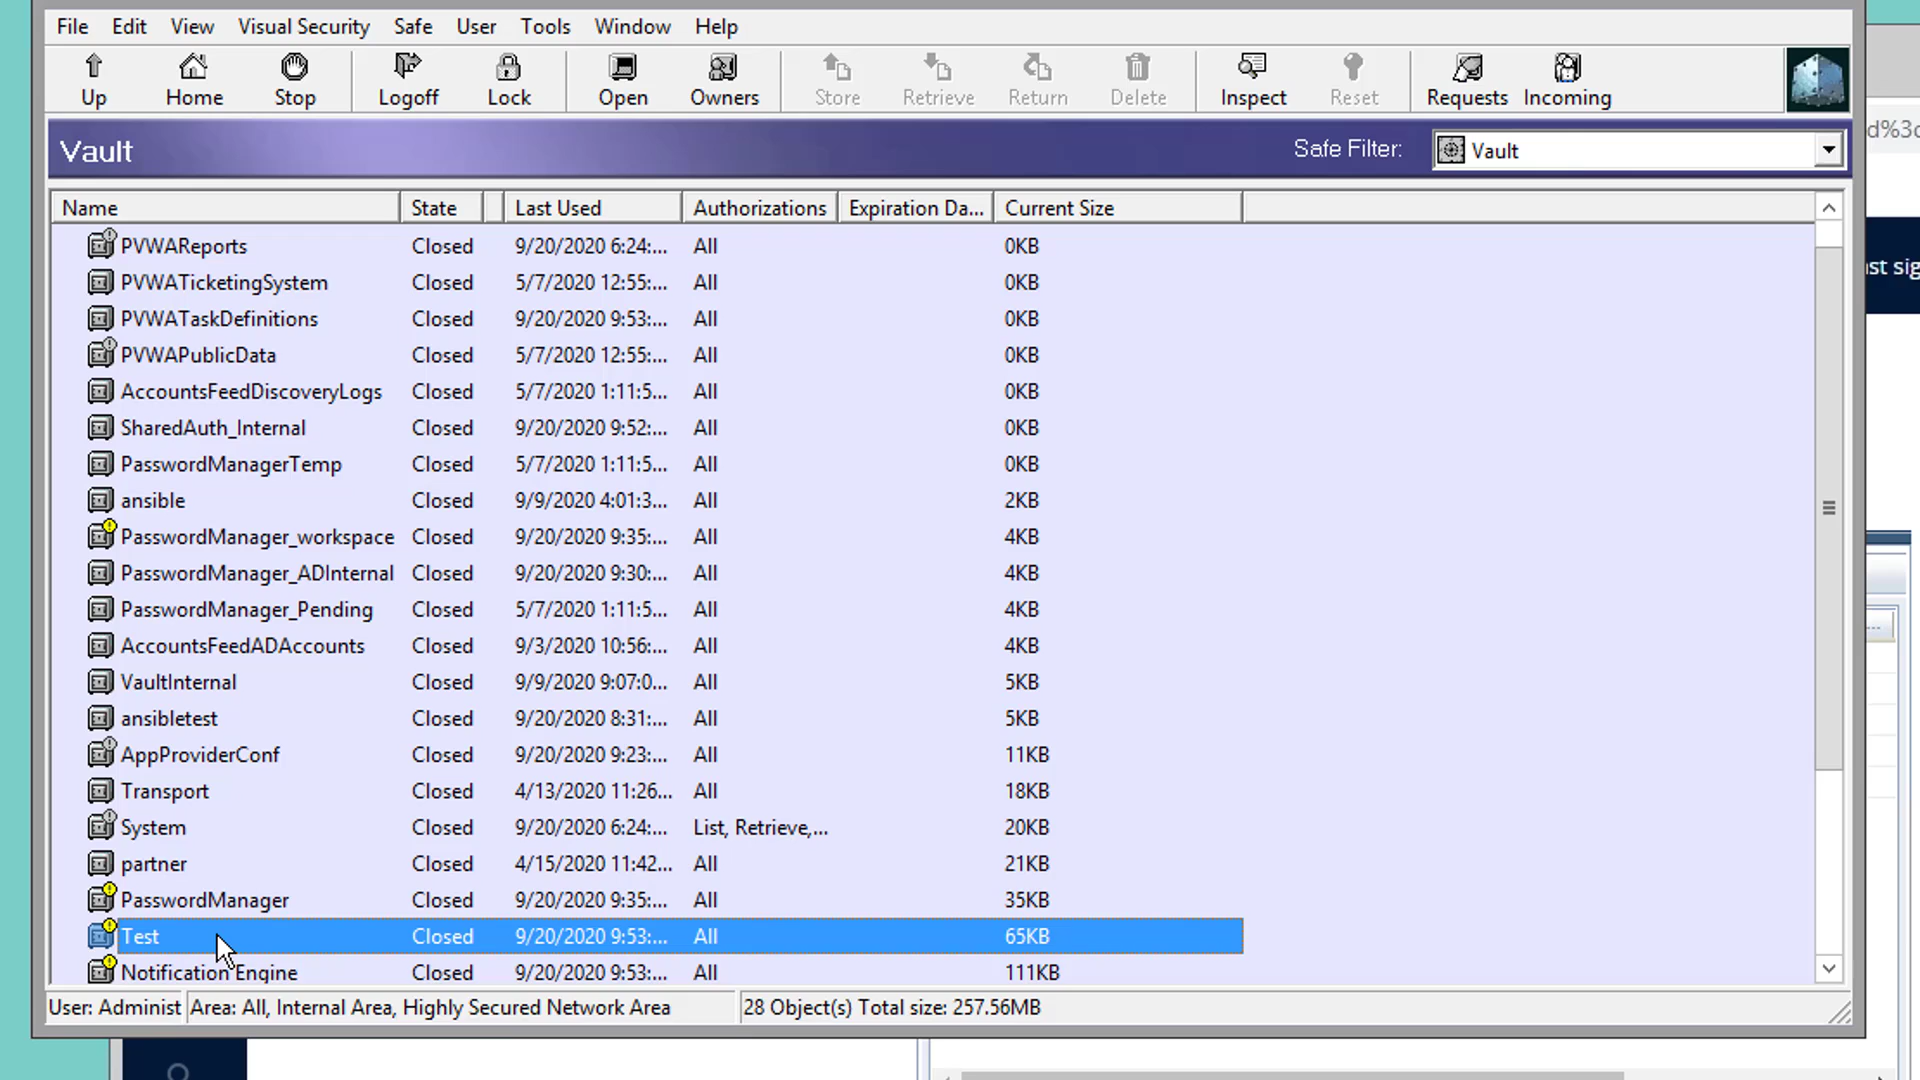 File Edit View Visual Security Safe User Tools Window Help
Up Home Stop Logoff Lock Open Owners Store Retrieve Return Delete Inspect Reset Requests Incoming
Vault Safe Filter: Vault
Name State Last Used Authorizations Expiration Da... Current Size
PVWAReports Closed 9/20/2020 6:24:... All 0KB
PVWATicketingSystem Closed 5/7/2020 12:55:... All 0KB
PVWATaskDefinitions Closed 9/20/2020 9:53:... All 0KB
PVWAPublicData Closed 5/7/2020 12:55:... All 0KB
AccountsFeedDiscoveryLogs Closed 5/7/2020 1:11:5... All 0KB
SharedAuth_Internal Closed 9/20/2020 9:52:... All 0KB
PasswordManagerTemp Closed 5/7/2020 1:11:5... All 0KB
ansible Closed 9/9/2020 4:01:3... All 2KB
PasswordManager_workspace Closed 9/20/2020 9:35:... All 4KB
PasswordManager_ADInternal Closed 9/20/2020 9:30:... All 4KB
PasswordManager_Pending Closed 5/7/2020 1:11:5... All 4KB
AccountsFeedADAccounts Closed 9/3/2020 10:56:... All 4KB
VaultInternal Closed 9/9/2020 9:07:0... All 5KB
ansibletest Closed 9/20/2020 8:31:... All 5KB
AppProviderConf Closed 9/20/2020 9:23:... All 11KB
Transport Closed 4/13/2020 11:26... All 18KB
System Closed 9/20/2020 6:24:... List, Retrieve,... 20KB
partner Closed 4/15/2020 11:42... All 21KB
PasswordManager Closed 9/20/2020 9:35:... All 35KB
Test Closed 9/20/2020 9:53:... All 65KB
Notification Engine Closed 9/20/2020 9:53:... All 111KB
User: Administ Area: All, Internal Area, Highly Secured Network Area 28 Object(s) Total size: 257.56MB